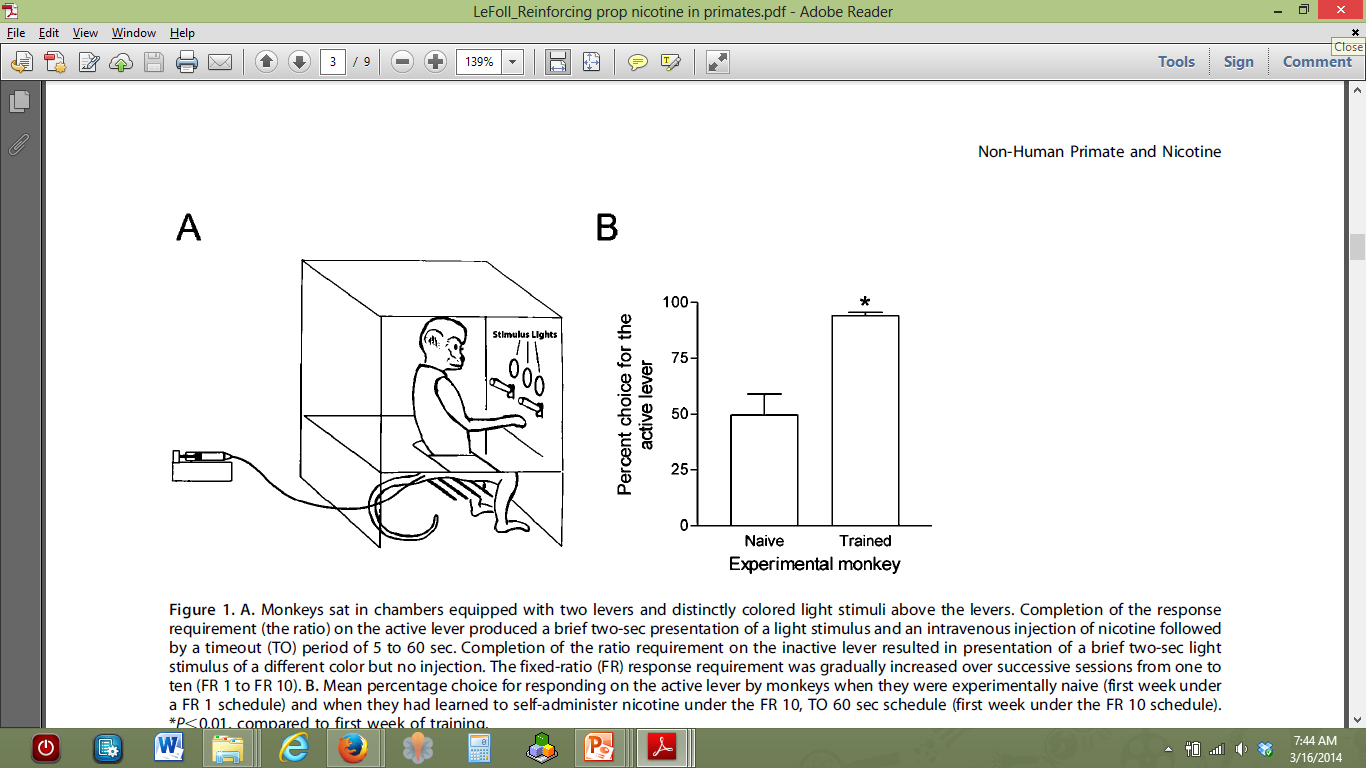 LeFoll_Reinforcing prop nicotine in primates.pdf - Adobe Reader
File Edit View Window Help
Close
3 / 9 139% Tools Sign Comment
Non-Human Primate and Nicotine
A B
Stimulus Lights
Percent choice for the
active lever
100
75
50
25
0
*
Naive Trained
Experimental monkey
Figure 1. A. Monkeys sat in chambers equipped with two levers and distinctly colored light stimuli above the levers. Completion of the response
requirement (the ratio) on the active lever produced a brief two-sec presentation of a light stimulus and an intravenous injection of nicotine followed
by a timeout (TO) period of 5 to 60 sec. Completion of the ratio requirement on the inactive lever resulted in presentation of a brief two-sec light
stimulus of a different color but no injection. The fixed-ratio (FR) response requirement was gradually increased over successive sessions from one to
ten (FR 1 to FR 10). B. Mean percentage choice for responding on the active lever by monkeys when they were experimentally naive (first week under
a FR 1 schedule) and when they had learned to self-administer nicotine under the FR 10, TO 60 sec schedule (first week under the FR 10 schedule).
*P<0.01, compared to first week of training.
7:44 AM
3/16/2014